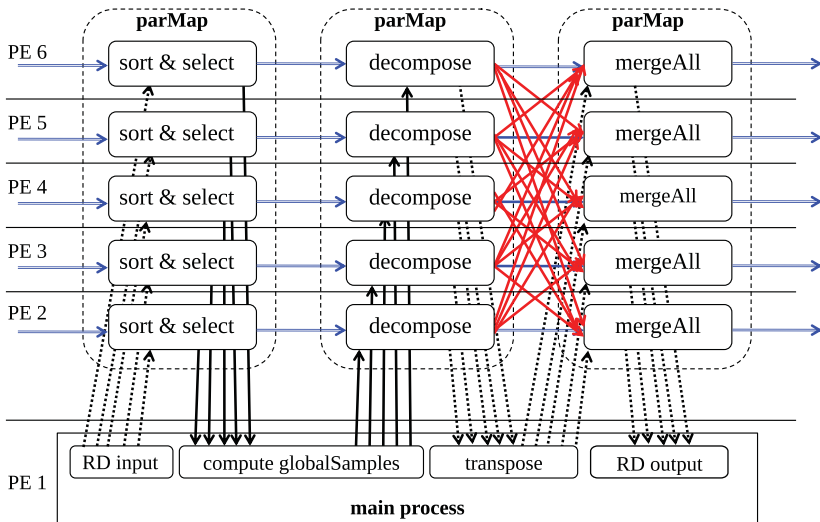 parMap parMap parMap
PE 6 sort & select decompose mergeAll
PE 5 sort & select decompose mergeAll
PE 4 sort & select decompose mergeAll
PE 3 sort & select decompose mergeAll
PE 2 sort & select decompose mergeAll
PE 1 RD input compute globalSamples transpose RD output
main process